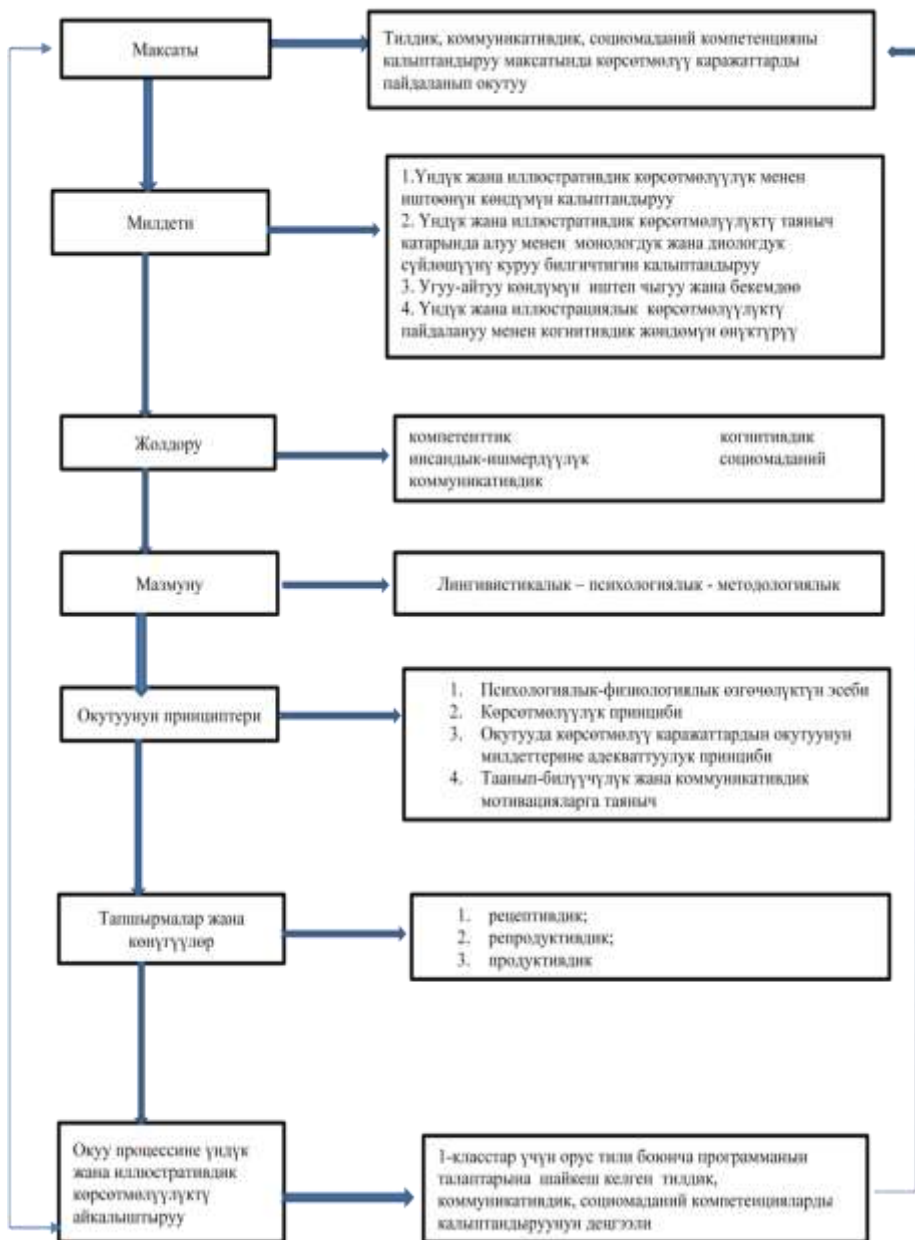 Максаты
Тилдик, коммуникативдик, социомаданий компетенцияны
калыптандыруу максатында көрсөтмөлүү каражаттарды
пайдаланып окутуу
Милдети
1.Үндүк жана иллюстративдик көрсөтмөлүүлүк менен
иштөөнүн көндүмүн калыптандыруу
2. Үндүк жана иллюстративдик көрсөтмөлүүлүктү таяныч
катарында алуу менен монологдук жана диологдук
сүйлөшүүнү куруу билгичтигин калыптандыруу
3. Угуу-айтуу көндүмүн иштеп чыгуу жана бекемдөө
4. Үндүк жана иллюстрациялык көрсөтмөлүүлүктү
пайдалануу менен когнитивдик жөндөмүн өнүктүрүү
Жолдору
компетенттик когнитивдик
инсандык-ишмердүүлүк социомаданий
коммуникативдик
Мазмуну
Лингивистикалык – психологиялык - методологиялык
Окутуунун принциптери
1. Психологиялык-физиологиялык өзгөчөлүктүн эсеби
2. Көрсөтмөлүүлүк принциби
3. Окутууда көрсөтмөлүү каражаттардын окутуунун
милдеттерине адекваттуулук принциби
4. Таанып-билүүчүлүк жана коммуникативдик
мотивацияларга таяныч
Тапшырмалар жана
көнүгүүлөр
1. рецептивдик;
2. репродуктивдик;
3. продуктивдик
Окуу процессине үндүк
жана иллюстративдик
көрсөтмөлүүлүктү
айкалыштыруу
1-класстар үчүн орус тили боюнча программанын
талаптарына шайкеш келген тилдик,
коммуникативдик, социомаданий компетенцияларды
калыптандыруунун деңгээли